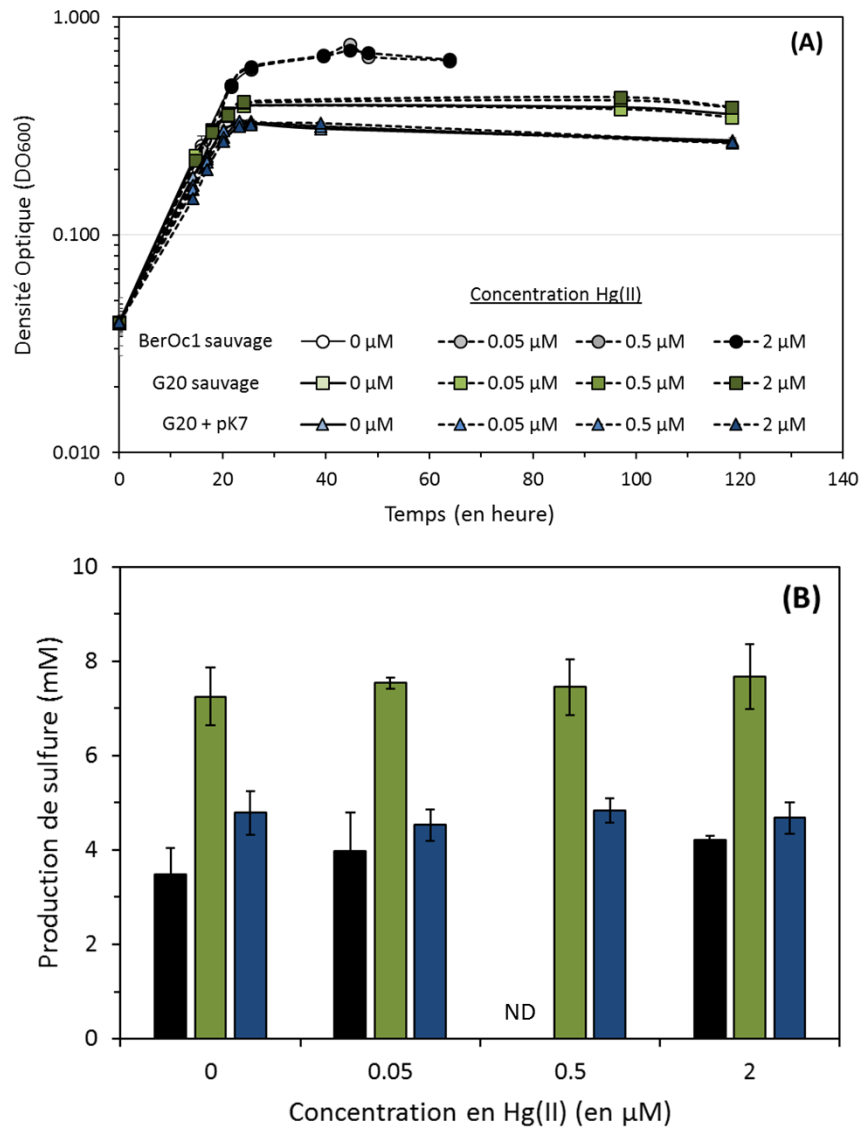 (A)
1.000
0.100
0.010
Densité Optique (DO600)
Concentration Hg(II)
BerOc1 sauvage 0 µM 0.05 µM 0.5 µM 2 µM
G20 sauvage 0 µM 0.05 µM 0.5 µM 2 µM
G20 + pK7 0 µM 0.05 µM 0.5 µM 2 µM
0 20 40 60 80 100 120 140
Temps (en heure)
(B)
10
8
6
4
2
0
Production de sulfure (mM)
ND
0 0.05 0.5 2
Concentration en Hg(II) (en µM)